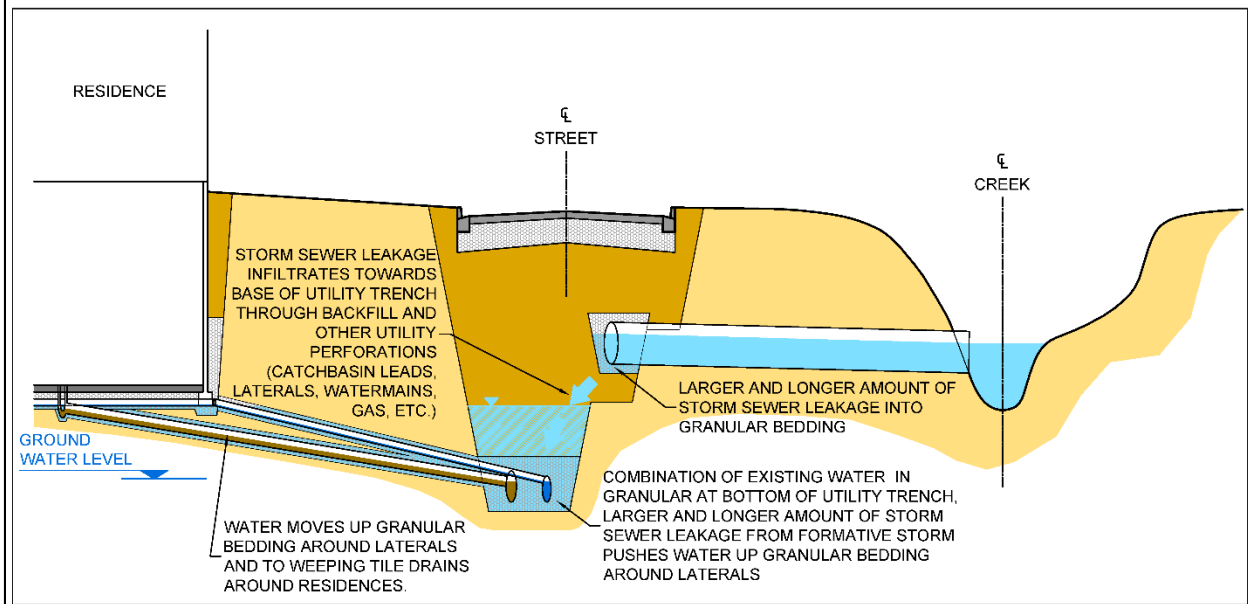 RESIDENCE
℄
STREET
℄
CREEK
STORM SEWER LEAKAGE
INFILTRATES TOWARDS
BASE OF UTILITY TRENCH
THROUGH BACKFILL AND
OTHER UTILITY
PERFORATIONS
(CATCHBASIN LEADS,
LATERALS, WATERMAINS,
GAS, ETC.)
LARGER AND LONGER AMOUNT OF
STORM SEWER LEAKAGE INTO
GRANULAR BEDDING
GROUND
WATER LEVEL
COMBINATION OF EXISTING WATER IN
GRANULAR AT BOTTOM OF UTILITY TRENCH,
LARGER AND LONGER AMOUNT OF STORM
SEWER LEAKAGE FROM FORMATIVE STORM
PUSHES WATER UP GRANULAR BEDDING
AROUND LATERALS
WATER MOVES UP GRANULAR
BEDDING AROUND LATERALS
AND TO WEEPING TILE DRAINS
AROUND RESIDENCES.